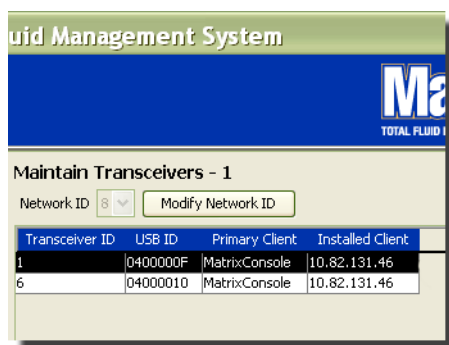 uid Management System
Ma
TOTAL FLUID
Maintain Transceivers - 1
Network ID 8 Modify Network ID
Transceiver ID USB ID Primary Client Installed Client
1 0400000F MatrixConsole 10.82.131.46
6 04000010 MatrixConsole 10.82.131.46